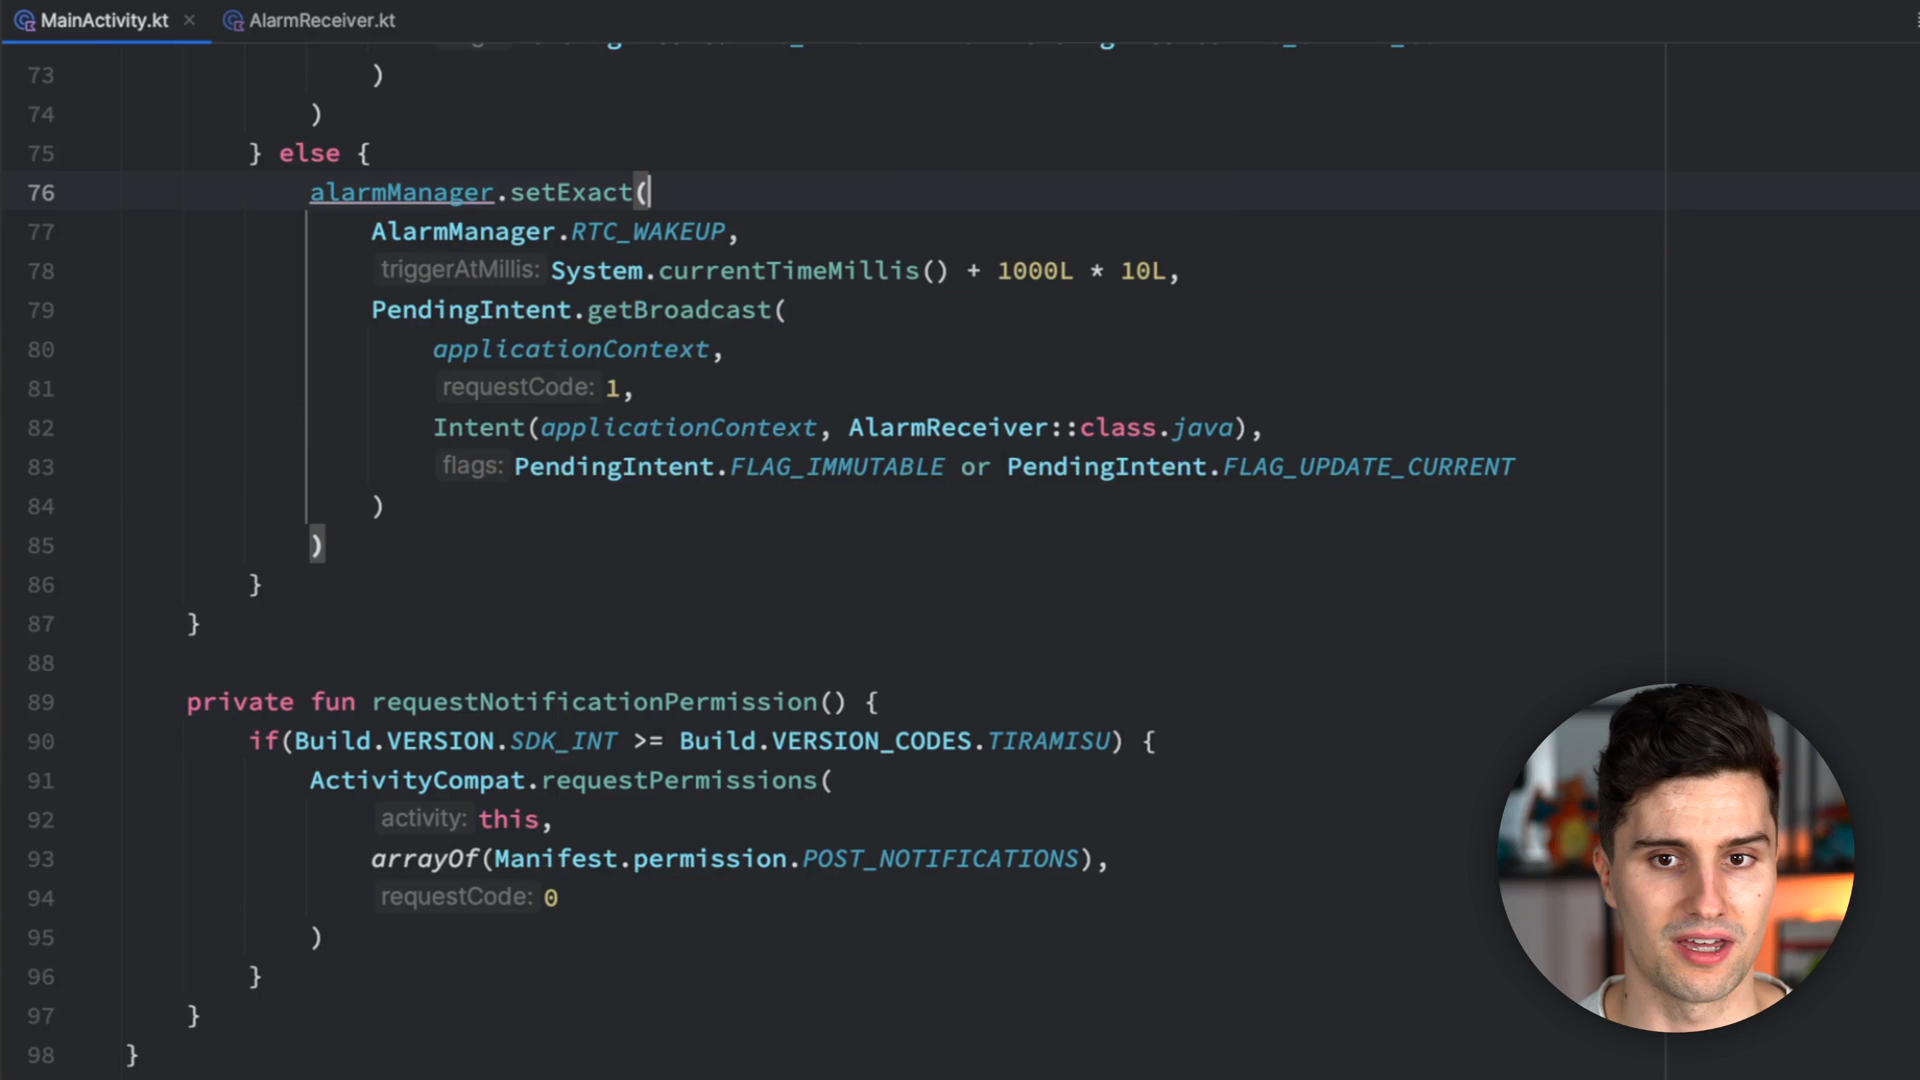 MainActivity.kt × AlarmReceiver.kt
73 )
74 )
75 } else {
76 alarmManager.setExact(
77 AlarmManager.RTC_WAKEUP,
78 triggerAtMillis: System.currentTimeMillis() + 1000L * 10L,
79 PendingIntent.getBroadcast(
80 applicationContext,
81 requestCode: 1,
82 Intent(applicationContext, AlarmReceiver::class.java),
83 flags: PendingIntent.FLAG_IMMUTABLE or PendingIntent.FLAG_UPDATE_CURRENT
84 )
85 )
86 }
87 }
88
89 private fun requestNotificationPermission() {
90 if(Build.VERSION.SDK_INT >= Build.VERSION_CODES.TIRAMISU) {
91 ActivityCompat.requestPermissions(
92 activity: this,
93 arrayOf(Manifest.permission.POST_NOTIFICATIONS),
94 requestCode: 0
95 )
96 }
97 }
98 }